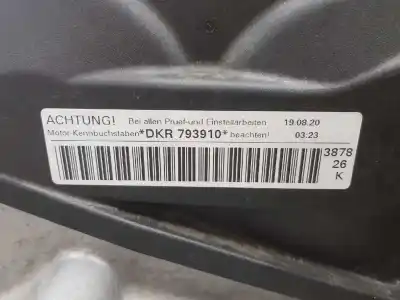 ACHTUNG! Bei allen Pruef-und Einstellarbeiten 19.08.20
Motor-Kennbuchstaben *DKR 793910* beachten! 03:23
3878
26
K